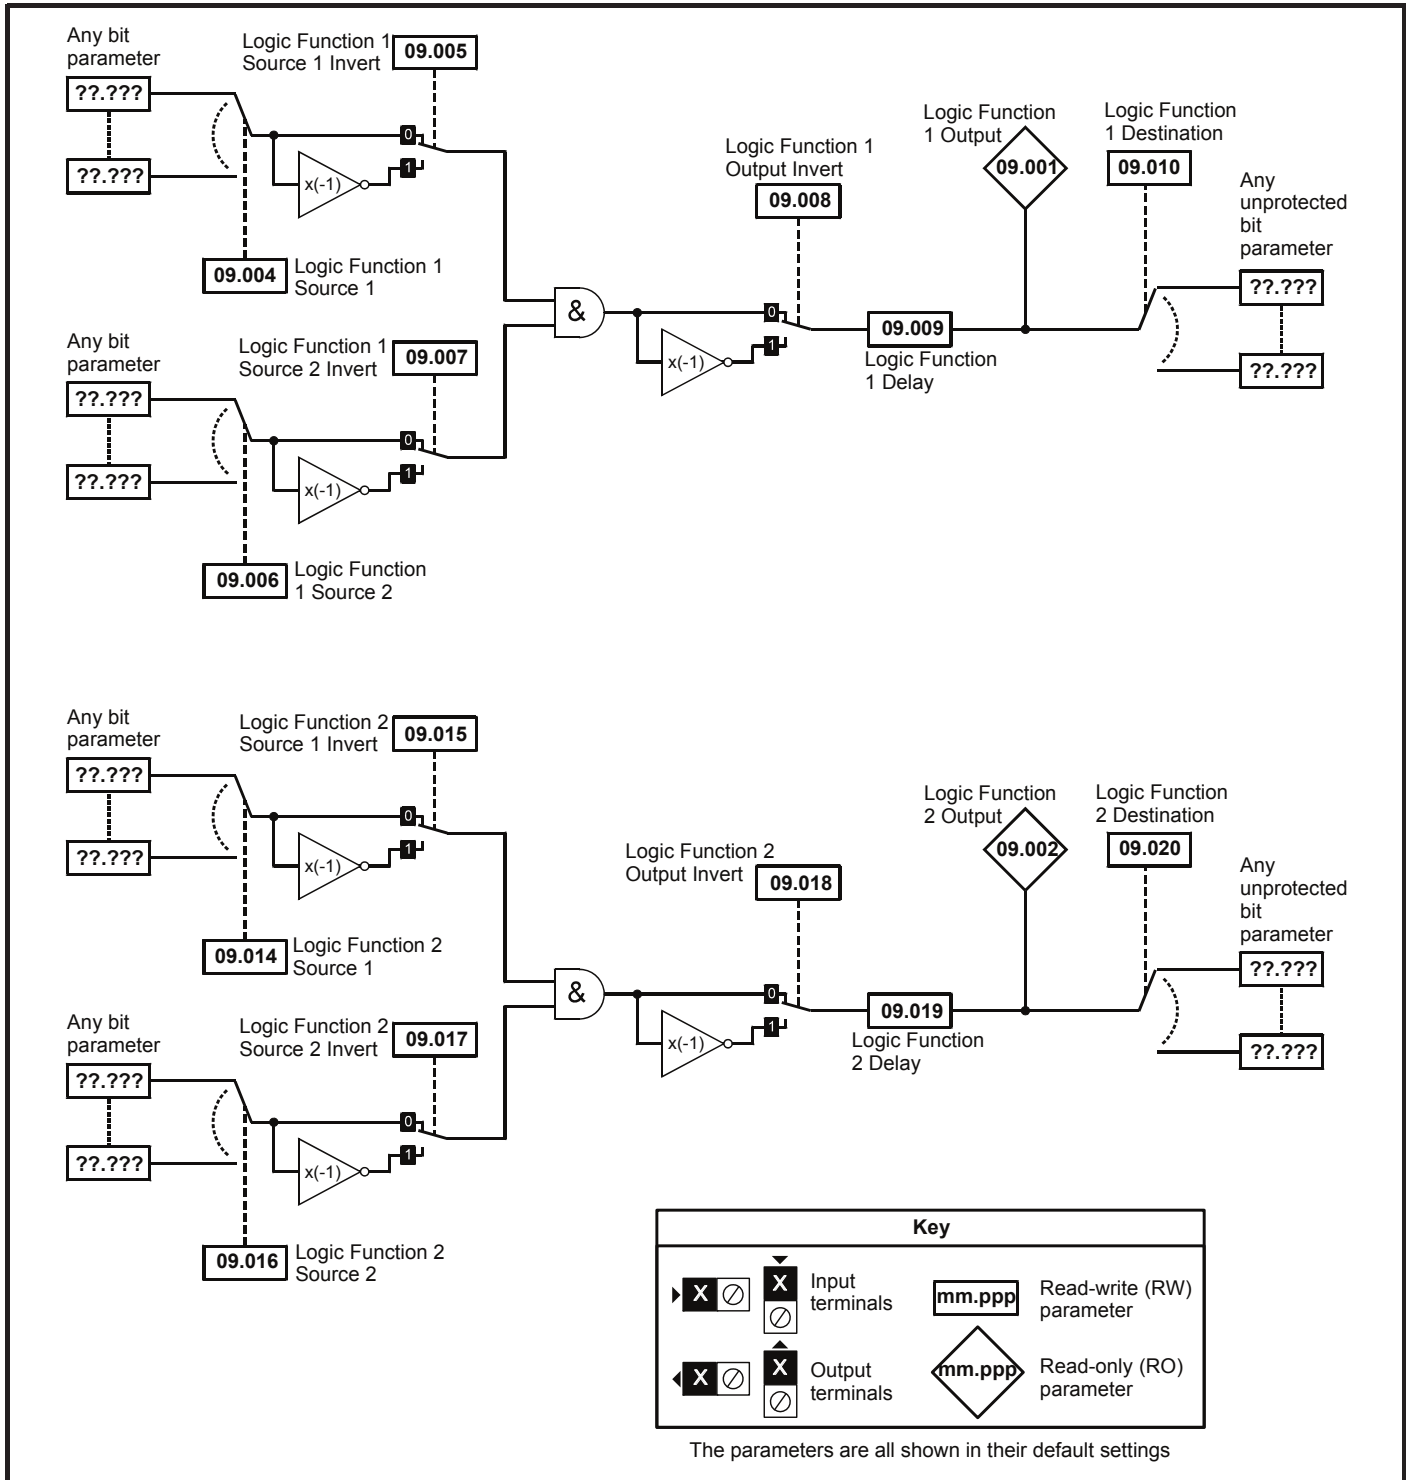 Any bit
parameter
??.???
??.???
Logic Function 1
Source 1 Invert
09.005
0
1
x(-1)
09.004
Logic Function 1
Source 1
Any bit
parameter
??.???
??.???
Logic Function 1
Source 2 Invert
09.007
0
1
x(-1)
09.006
Logic Function
1 Source 2
&
Logic Function 1
Output Invert
09.008
0
1
x(-1)
09.009
Logic Function
1 Delay
Logic Function
1 Output
09.001
Logic Function
1 Destination
09.010
Any
unprotected
bit
parameter
??.???
??.???
Any bit
parameter
??.???
??.???
Logic Function 2
Source 1 Invert
09.015
0
1
x(-1)
09.014
Logic Function 2
Source 1
Any bit
parameter
??.???
??.???
Logic Function 2
Source 2 Invert
09.017
0
1
x(-1)
09.016
Logic Function 2
Source 2
&
Logic Function 2
Output Invert
09.018
0
1
x(-1)
09.019
Logic Function
2 Delay
Logic Function
2 Output
09.002
Logic Function
2 Destination
09.020
Any
unprotected
bit
parameter
??.???
??.???
Key
X
X
Input
terminals
mm.ppp
Read-write (RW)
parameter
X
X
Output
terminals
mm.ppp
Read-only (RO)
parameter
The parameters are all shown in their default settings